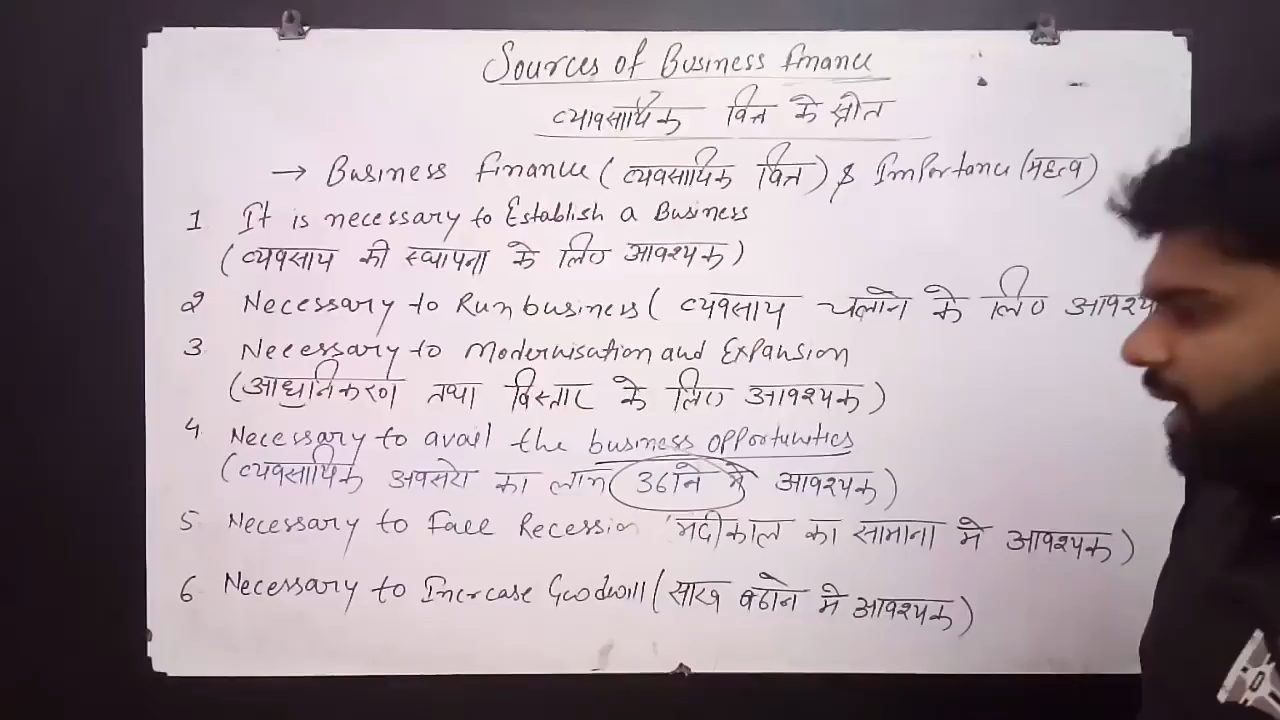 Sources of Business finance
व्यावसायिक वित्त के स्रोत
→ Business finance (व्यवसायिक वित्त) & Importance (महत्व)
1 It is necessary to Establish a Business
(व्यवसाय की स्थापना के लिए आवश्यक)
2 Necessary to Run business (व्यवसाय चलाने के लिए
3 Necessary to Modernisation and Expansion
(आधुनिकरण तथा विस्तार के लिए आवश्यक)
4 Necessary to avail the business opportunities
(व्यवसायिक अवसरो का लाभ उठाने मे आवश्यक)
5 Necessary to Face Recession मंदीकाल का सामाना मे आवश्यक)
6 Necessary to Increase Goodwill (साख बढाने मे आवश्यक)